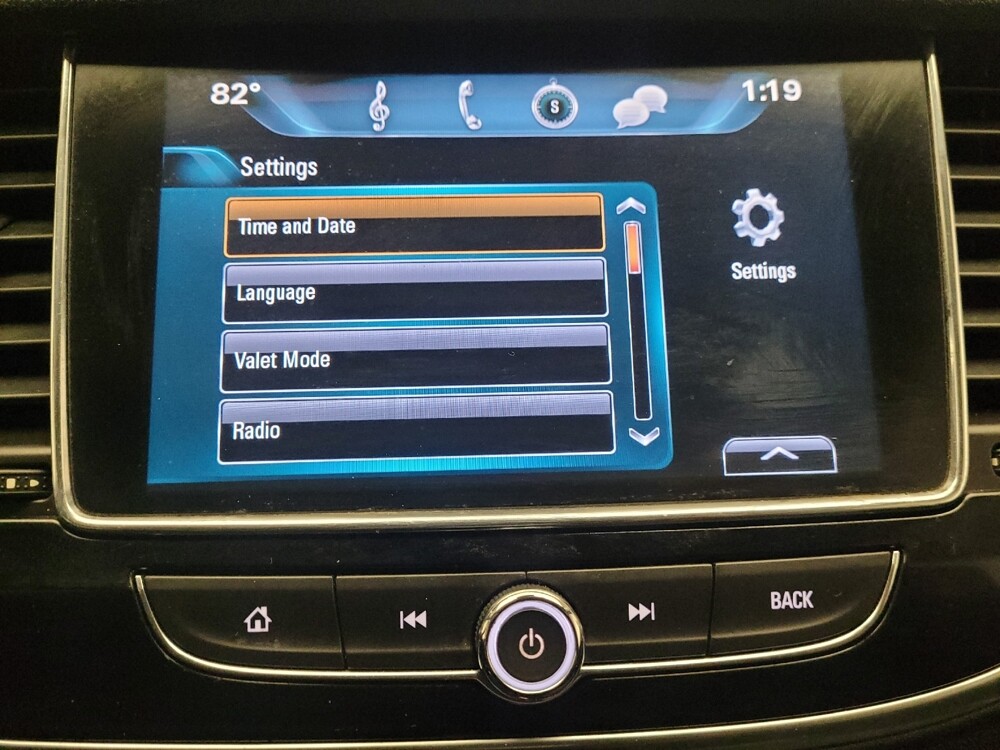 82°
S
1:19
Settings
Time and Date
Language
Valet Mode
Radio
Settings
BACK